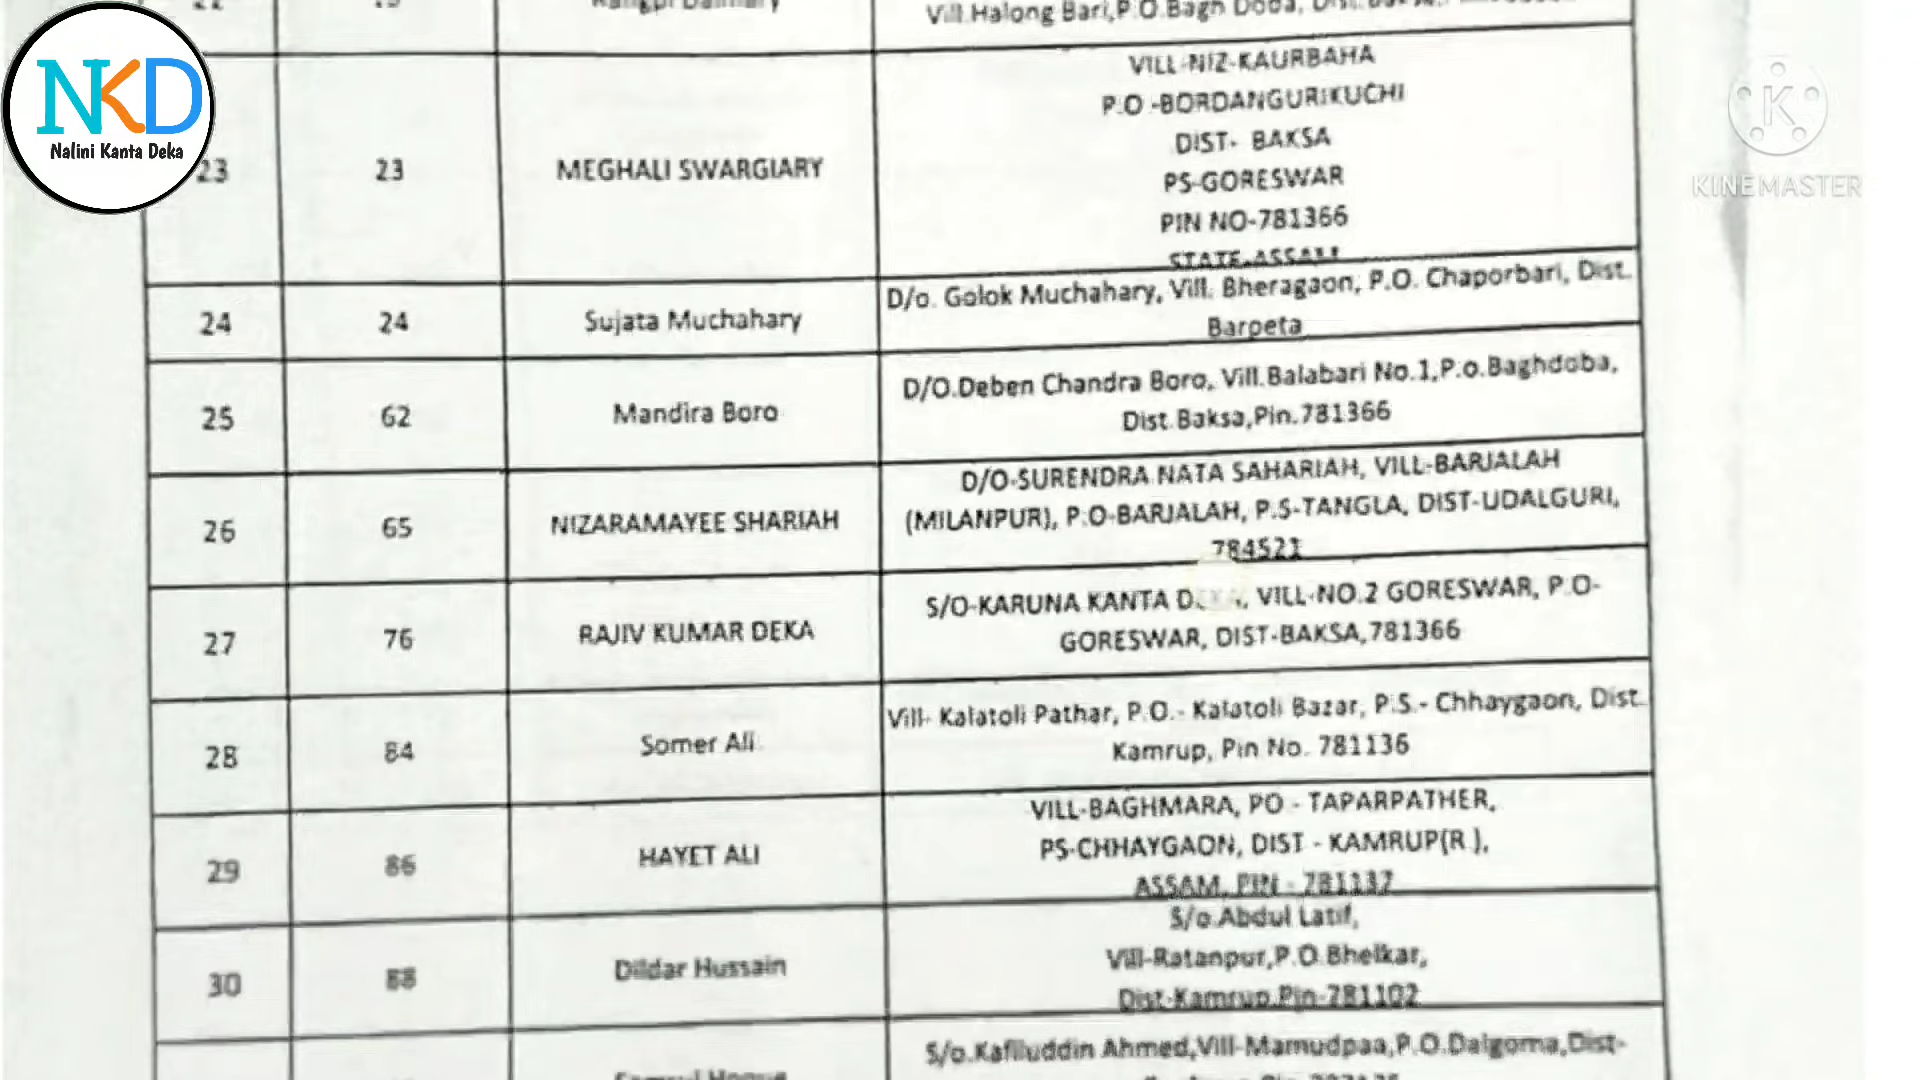 Vill.Halong Bari,P.O.Bagh Doba,
NKD
Nalini Kanta Deka
KINEMASTER
23
23
MEGHALI SWARGIARY
VILL-NIZ-KAURBAHA
P.O -BORDANGURIKUCHI
DIST- BAKSA
PS-GORESWAR
PIN NO-781366
STATE-ASSAM
24
24
Sujata Muchahary
D/o. Golok Muchahary, Vill. Bheragaon, P.O. Chaporbari, Dist.
Barpeta
25
62
Mandira Boro
D/O.Deben Chandra Boro, Vill.Balabari No.1,P.o.Baghdoba,
Dist.Baksa,Pin.781366
26
65
NIZARAMAYEE SHARIAH
D/O-SURENDRA NATA SAHARIAH, VILL-BARJALAH
(MILANPUR), P.O-BARJALAH, P.S-TANGLA, DIST-UDALGURI,
784521
27
76
RAJIV KUMAR DEKA
S/O-KARUNA KANTA DEKA, VILL-NO.2 GORESWAR, P.O-
GORESWAR, DIST-BAKSA,781366
28
84
Somer Ali
Vill- Kalatoli Pathar, P.O.- Kalatoli Bazar, P.S.- Chhaygaon, Dist.
Kamrup, Pin No. 781136
29
86
HAYET ALI
VILL-BAGHMARA, PO - TAPARPATHER,
PS-CHHAYGAON, DIST - KAMRUP(R ),
ASSAM, PIN - 781137
30
88
Dildar Hussain
S/o.Abdul Latif,
Vill-Ratanpur,P.O.Bhelkar,
Dist-Kamrup,Pin-781102
S/o.Kafiluddin Ahmed,Vill-Mamudpaa,P.O.Dalgoma,Dist-